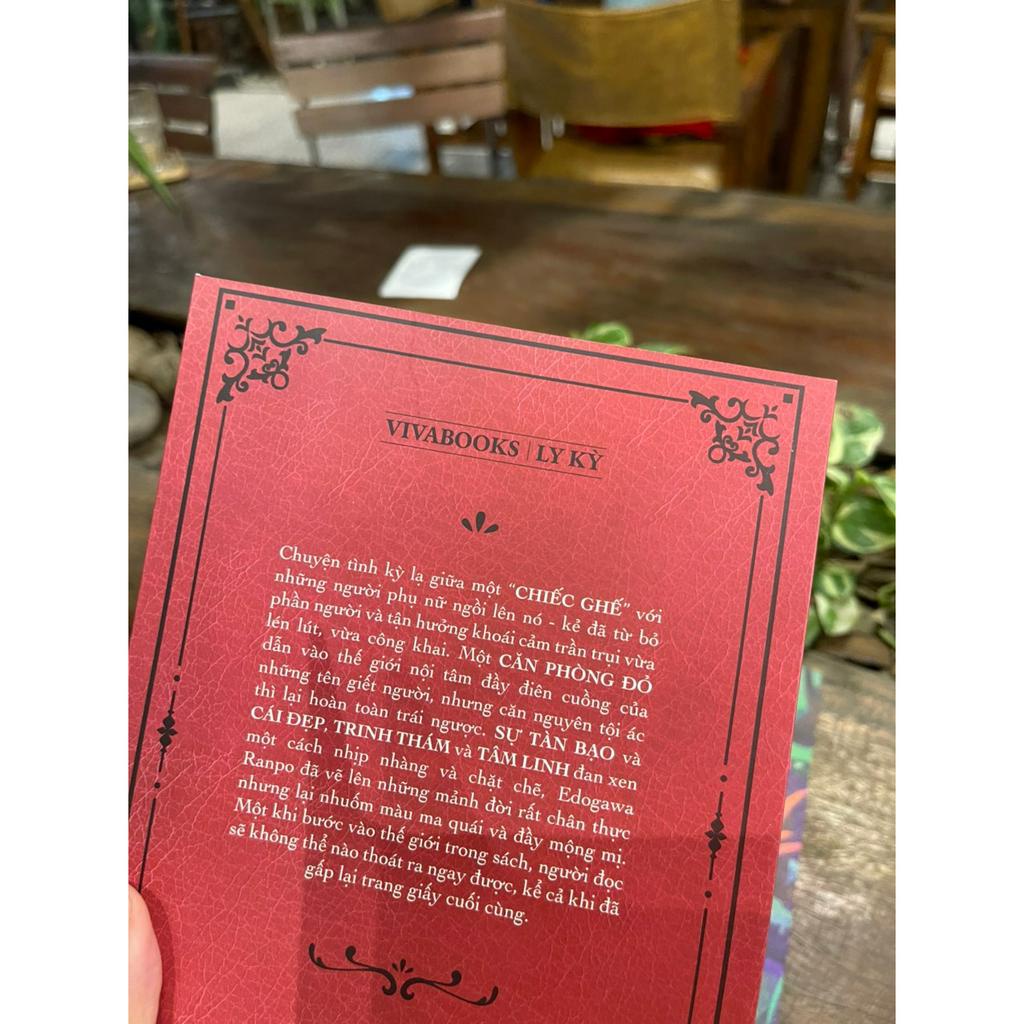 VIVABOOKS | LY KỲ
Chuyện tình kỳ lạ giữa một “CHIẾC GHẾ” với
những người phụ nữ ngồi lên nó - kẻ đã từ bỏ
phần người và tận hưởng khoái cảm trần trụi vừa
lén lút, vừa công khai. Một CĂN PHÒNG ĐỎ
dẫn vào thế giới nội tâm đầy điên cuồng của
những tên giết người, nhưng căn nguyên tội ác
thì lại hoàn toàn trái ngược. SỰ TÀN BẠO và
CÁI ĐẸP, TRINH THÁM và TÂM LINH đan xen
một cách nhịp nhàng và chặt chẽ, Edogawa
Ranpo đã vẽ lên những mảnh đời rất chân thực
nhưng lại nhuốm màu ma quái và đầy mộng mị.
Một khi bước vào thế giới trong sách, người đọc
sẽ không thể nào thoát ra ngay được, kể cả khi đã
gấp lại trang giấy cuối cùng.